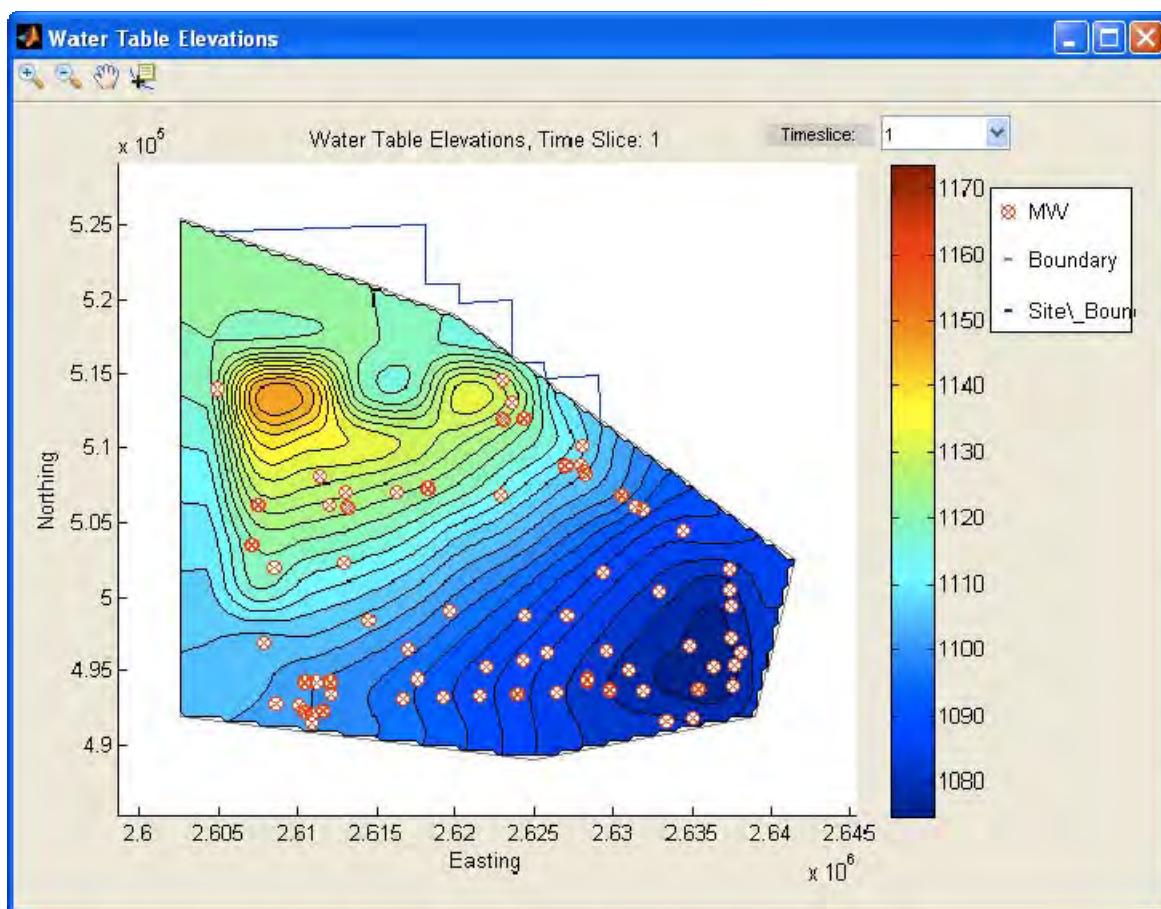 Water Table Elevations
x 10^5
Water Table Elevations, Time Slice: 1
Timeslice:
1
5.25
5.2
5.15
5.1
5.05
5
4.95
4.9
Northing
2.6
2.605
2.61
2.615
2.62
2.625
2.63
2.635
2.64
2.645
Easting
x 10^6
1170
1160
1150
1140
1130
1120
1110
1100
1090
1080
MW
Boundary
Site\_Boun